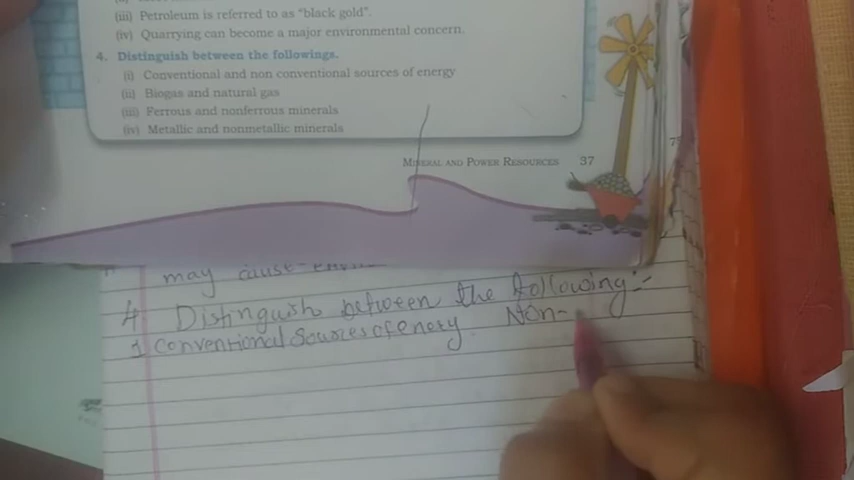 (iii) Petroleum is referred to as "black gold".
(iv) Quarrying can become a major environmental concern.
4. Distinguish between the followings.
(i) Conventional and non conventional sources of energy
(ii) Biogas and natural gas
(iii) Ferrous and nonferrous minerals
(iv) Metallic and nonmetallic minerals
MINERAL AND POWER RESOURCES 37
may cause
4 Distinguish between the following:-
1 Conventional Sources of enery. Non-